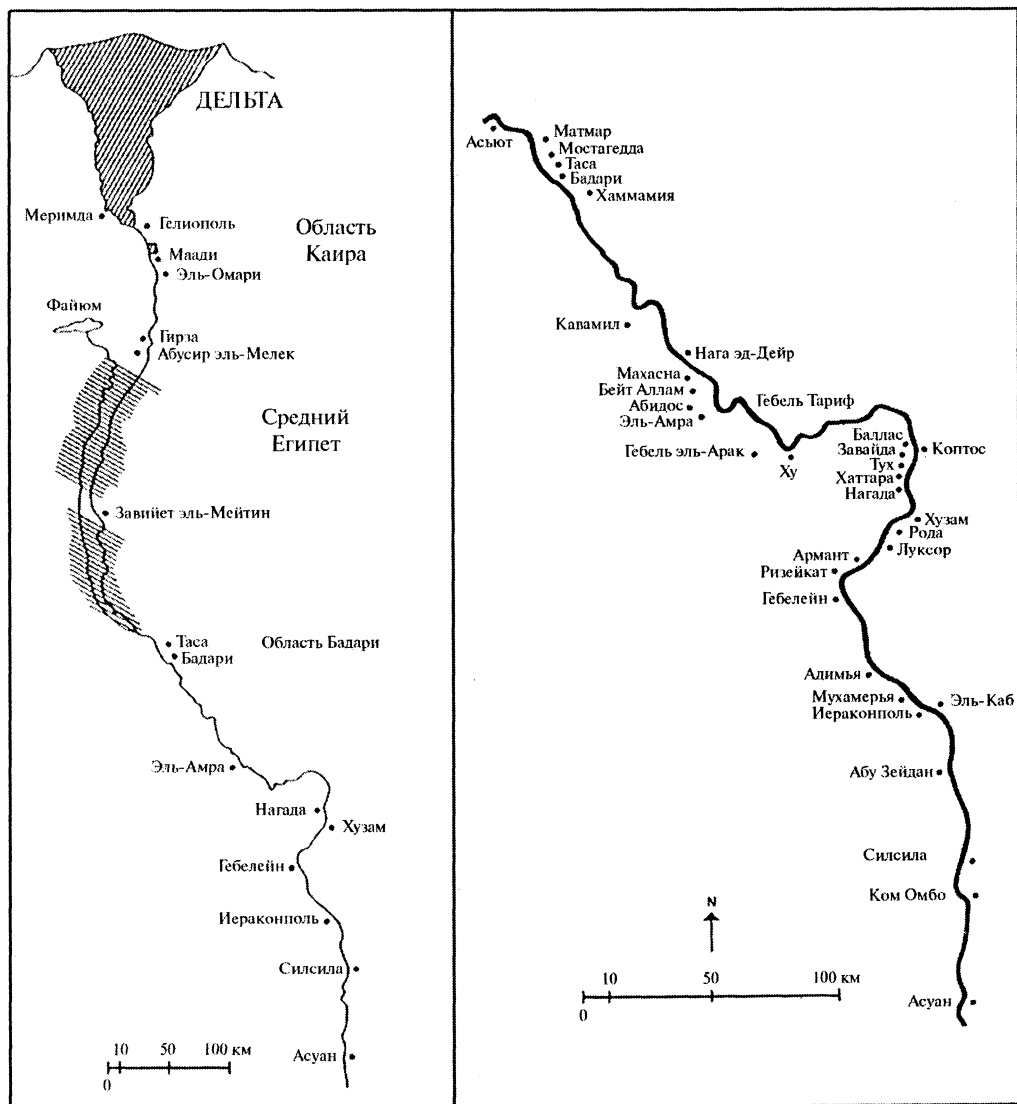 ДЕЛЬТА
Меримда
Гелиополь
Область
Каира
Маади
Эль-Омари
Файюм
Гирза
Абусир эль-Мелек
Средний
Египет
Завийет эль-Мейтин
Таса
Бадари
Область Бадари
Эль-Амра
Нагада
Хузам
Гебелейн
Иераконполь
Силсила
Асуан
10 50 100 км
0
Асьют
Матмар
Мостагедда
Таса
Бадари
Хаммамия
Кавамил
Нага эд-Дейр
Махасна
Бейт Аллам
Абидос
Эль-Амра
Гебель Тариф
Гебель эль-Арак
Ху
Баллас
Завайда
Тух
Хаттара
Нагада
Коптос
Хузам
Рода
Луксор
Армант
Ризейкат
Гебелейн
Адимья
Мухамерья
Иераконполь
Эль-Каб
Абу Зейдан
Силсила
Ком Омбо
N
10 50 100 км
0
Асуан